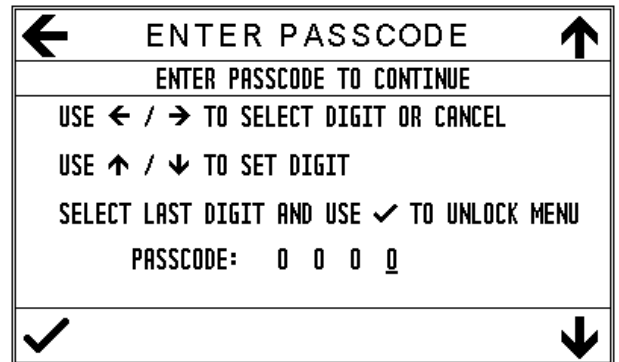 ENTER PASSCODE
ENTER PASSCODE TO CONTINUE
USE ← / → TO SELECT DIGIT OR CANCEL
USE ↑ / ↓ TO SET DIGIT
SELECT LAST DIGIT AND USE ✓ TO UNLOCK MENU
PASSCODE: 0 0 0 0